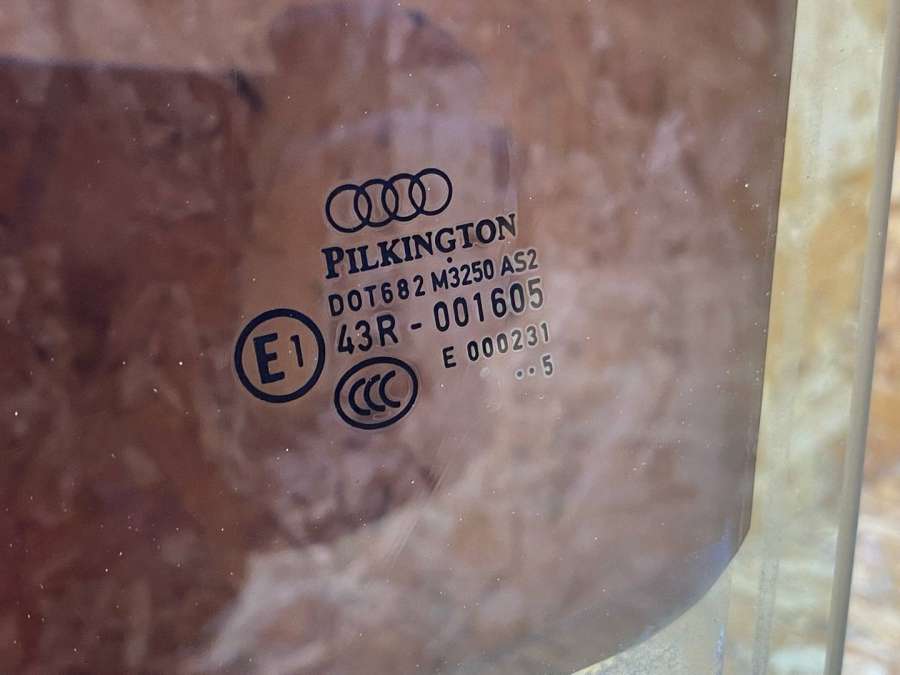 PILKINGTON
DOT682 M3250 AS2
43R - 001605
E1
E 000231
CCC
.. 5